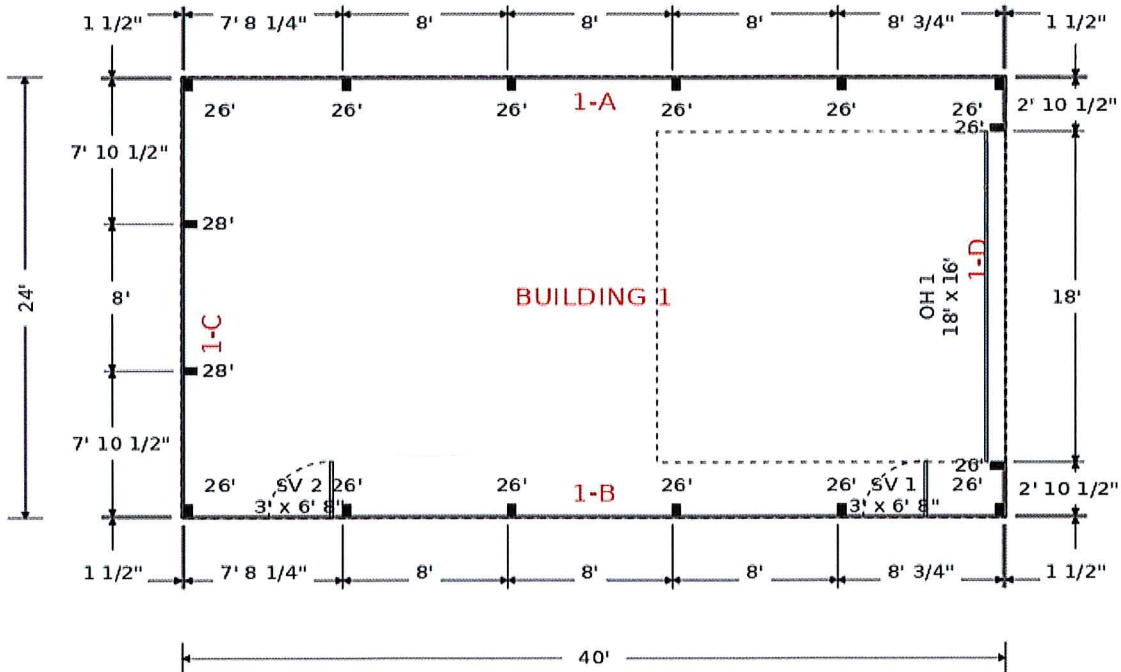 1 1/2" 7' 8 1/4" 8' 8' 8' 8' 3/4" 1 1/2"
26' 26' 26' 1-A 26' 26' 26' 2' 10 1/2"
26'
7' 10 1/2"
28'
24' 8' 1-C BUILDING 1 OH 1 1-D 18'
18' x 16'
28'
7' 10 1/2"
26'
26' SV 2 26' 26' 1-B 26' 26' SV 1 26' 2' 10 1/2"
3' x 6' 8" 3' x 6' 8"
1 1/2" 7' 8 1/4" 8' 8' 8' 8' 3/4" 1 1/2"
40'